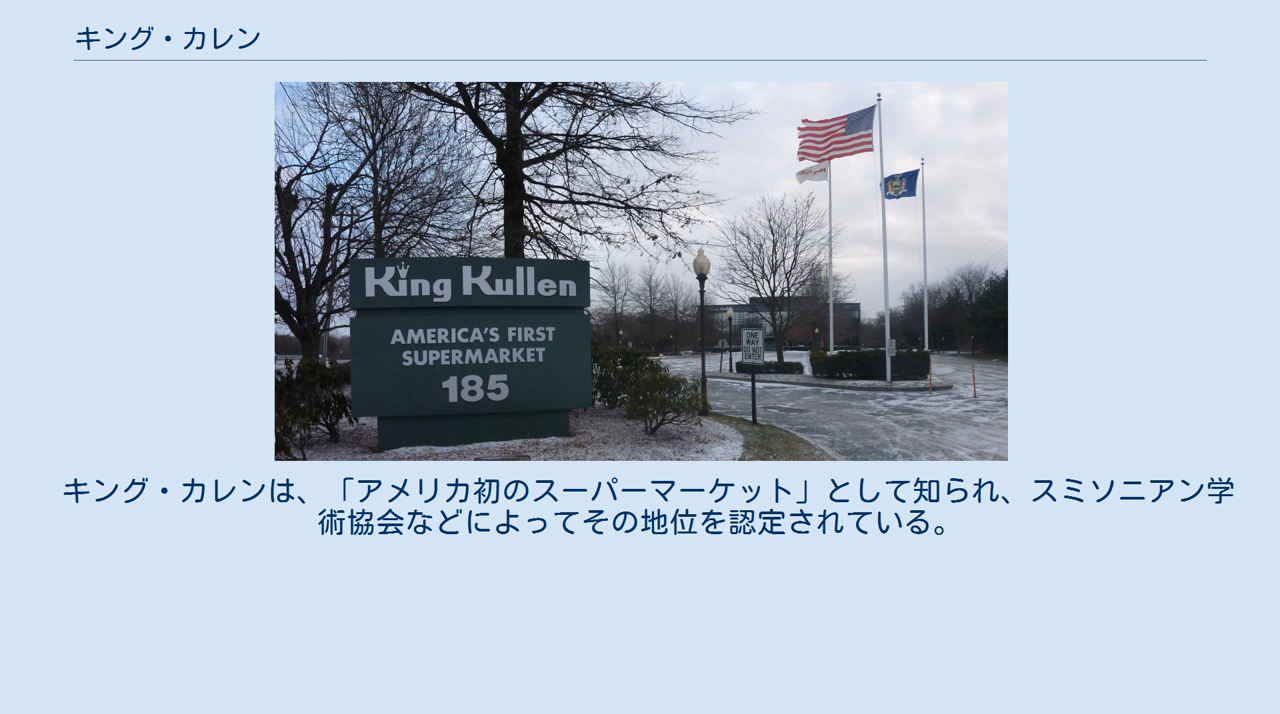 キング・カレン
King Kullen
AMERICA'S FIRST
SUPERMARKET
185
ONE
WAY
DO NOT
ENTER
キング・カレンは、「アメリカ初のスーパーマーケット」として知られ、スミソニアン学
術協会などによってその地位を認定されている。